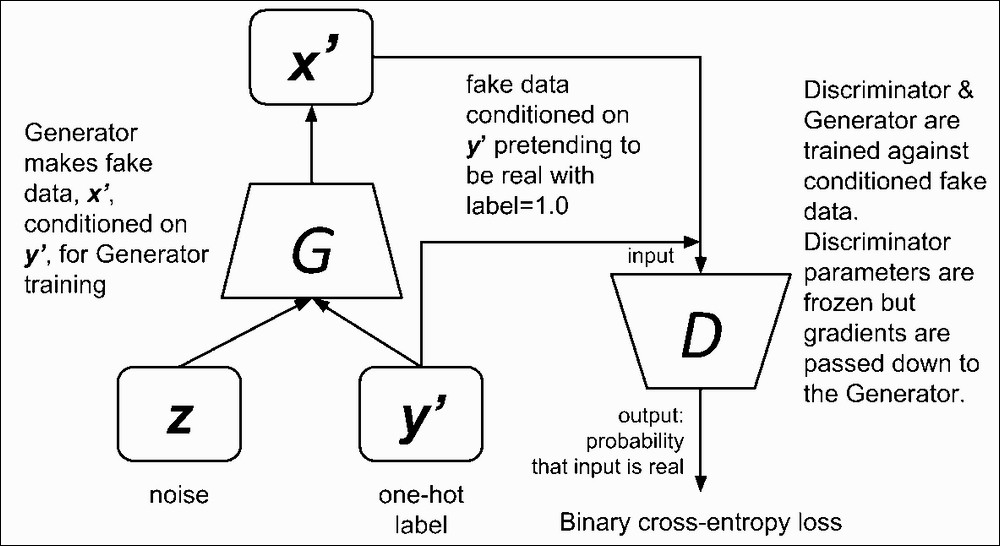 x’
Generator
makes fake
data, x’,
conditioned on
y’, for Generator
training
fake data
conditioned on
y’ pretending to
be real with
label=1.0
Discriminator &
Generator are
trained against
conditioned fake
data.
Discriminator
parameters are
frozen but
gradients are
passed down to
the Generator.
G
input
D
z
y’
output:
probability
that input is real
noise
one-hot
label
Binary cross-entropy loss